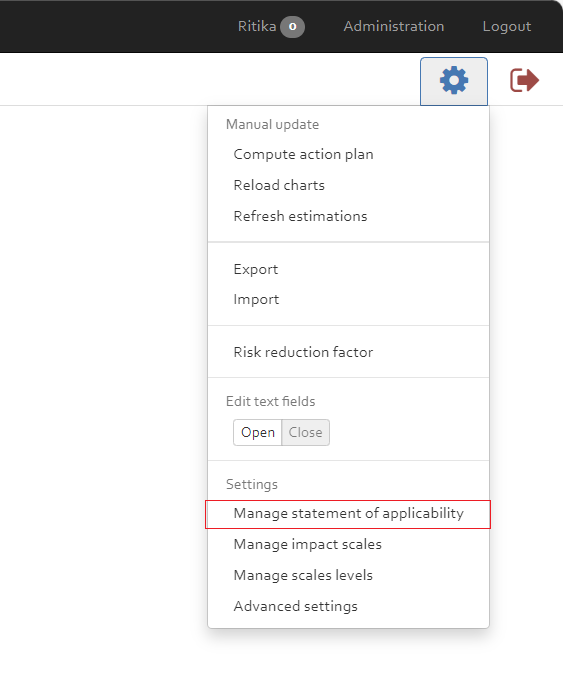 Ritika 0 Administration Logout
Manual update
Compute action plan
Reload charts
Refresh estimations
Export
Import
Risk reduction factor
Edit text fields
Open Close
Settings
Manage statement of applicability
Manage impact scales
Manage scales levels
Advanced settings